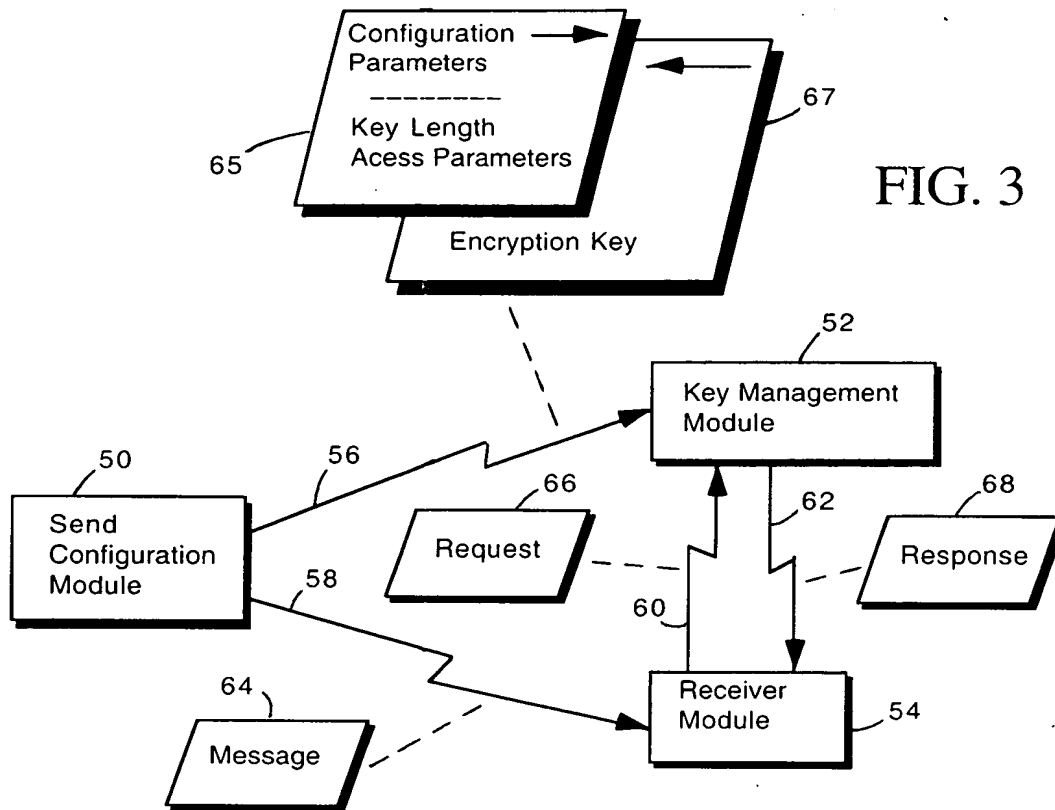 Configuration
Parameters
Key Length
Acess Parameters
65
67
FIG. 3
Encryption Key
52
Key Management
Module
50
56
66
62
68
Send
Configuration
Module
Request
Response
58
60
64
Receiver
Module
54
Message